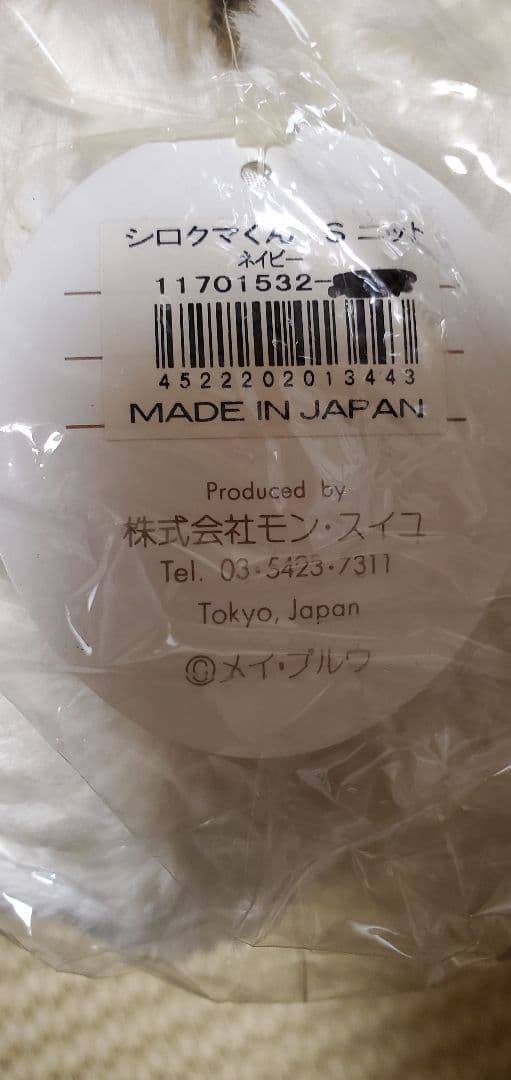 シロクマくん S ニット
ネイビー
11701532-
4522202013443
MADE IN JAPAN
Produced by
株式会社モン・スイユ
Tel. 03・5423・7311
Tokyo, Japan
©メイ・ブルワ